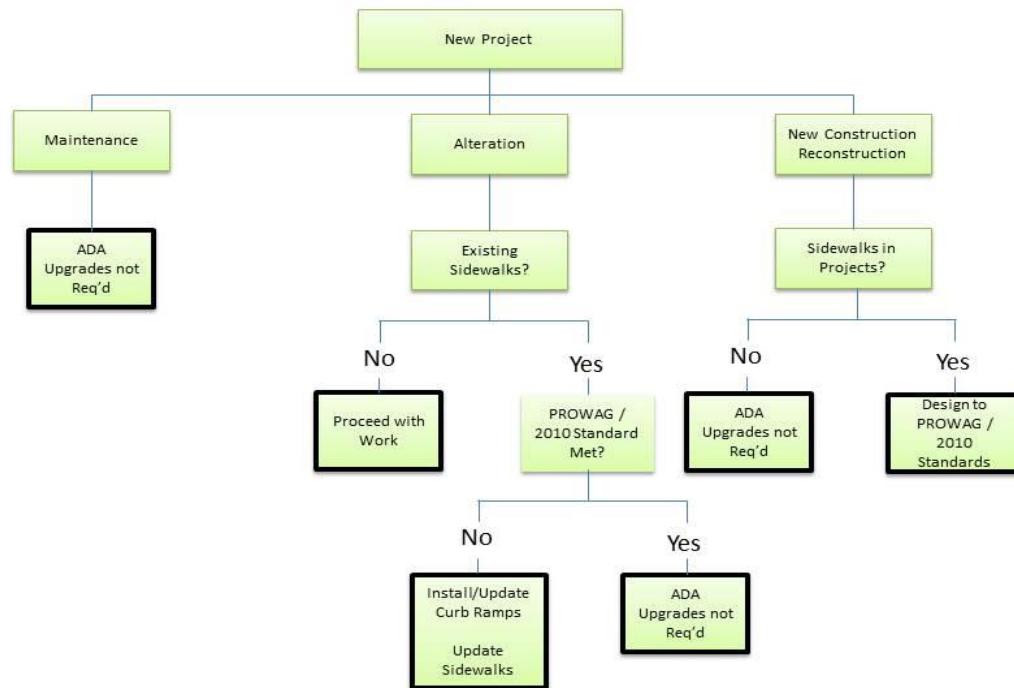 New Project
Maintenance
Alteration
New Construction
Reconstruction
ADA
Upgrades not
Req'd
Existing
Sidewalks?
Sidewalks in
Projects?
No
Yes
No
Yes
Proceed with
Work
PROWAG /
2010 Standard
Met?
ADA
Upgrades not
Req'd
Design to
PROWAG /
2010
Standards
No
Yes
Install/Update
Curb Ramps
Update
Sidewalks
ADA
Upgrades not
Req'd